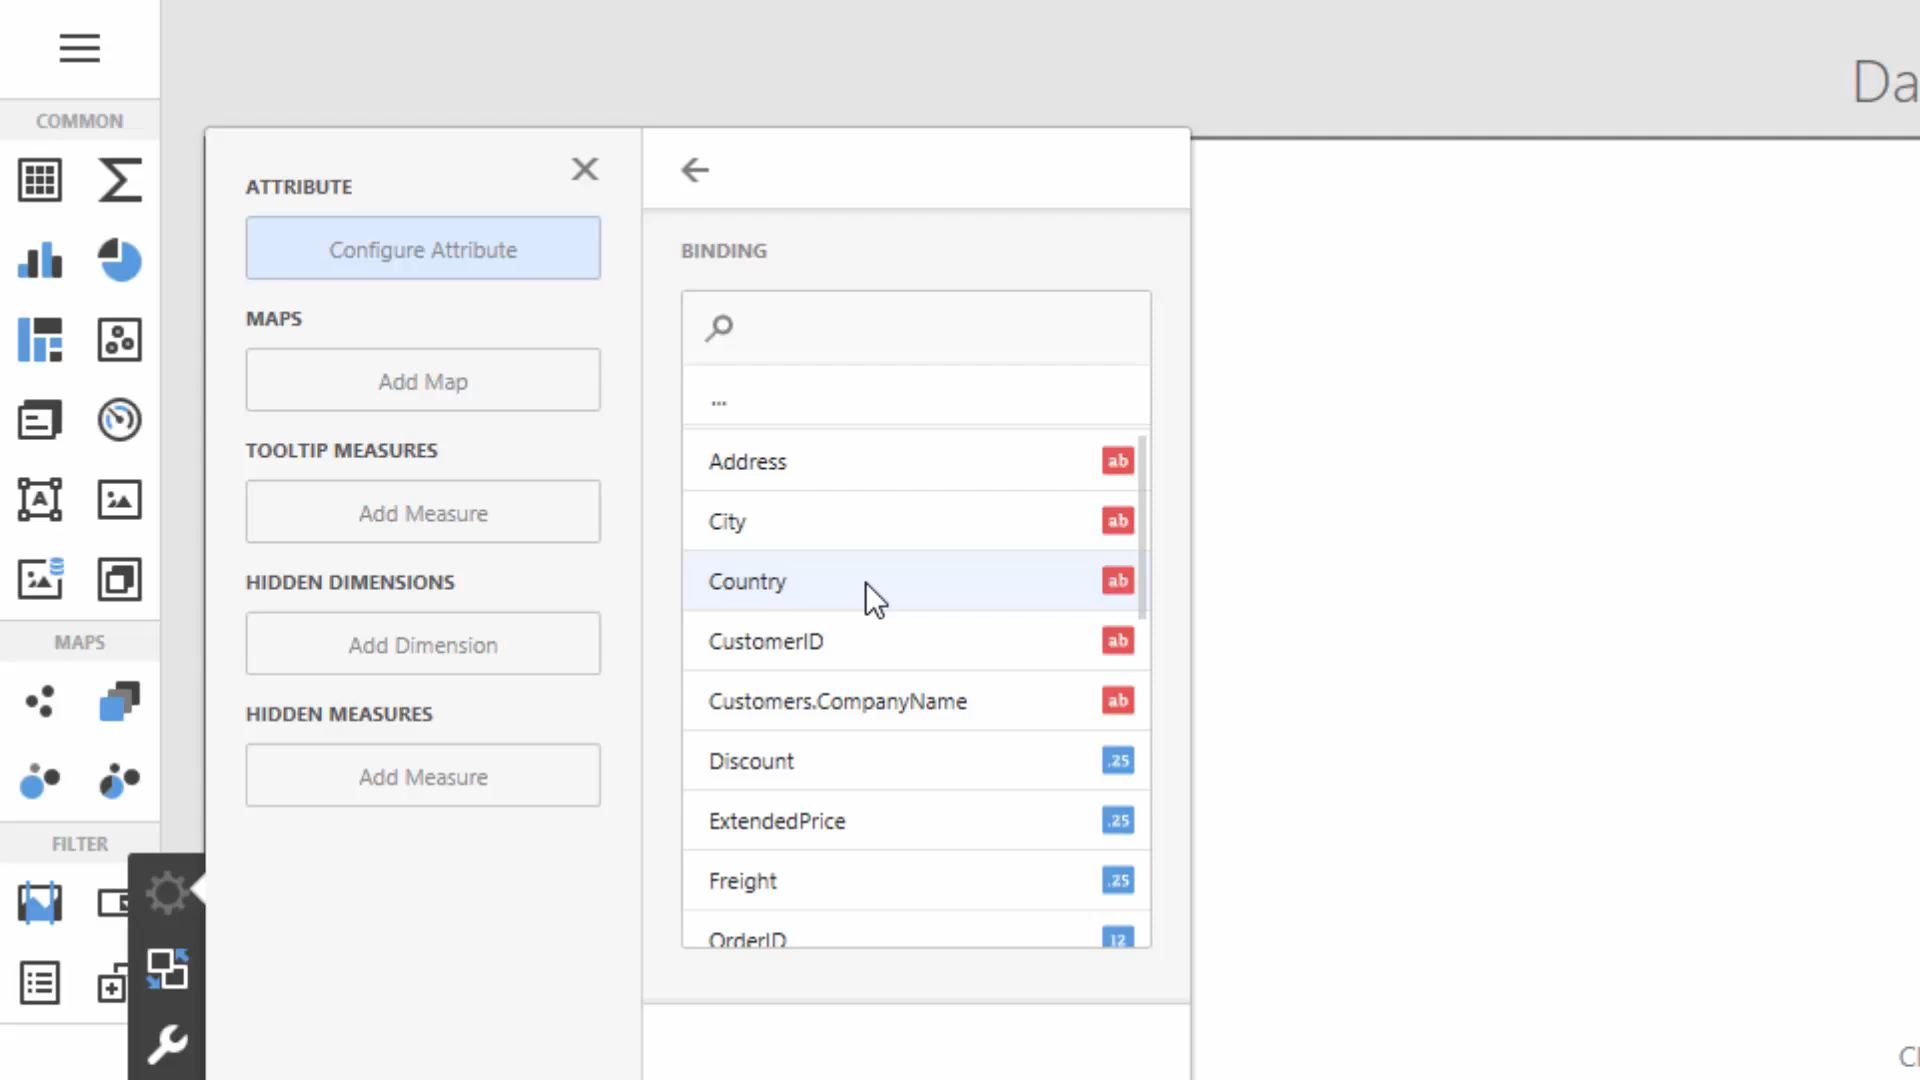 Da
COMMON
ATTRIBUTE
Configure Attribute
MAPS
Add Map
TOOLTIP MEASURES
Add Measure
HIDDEN DIMENSIONS
Add Dimension
HIDDEN MEASURES
Add Measure
BINDING
...
Address ab
City ab
Country ab
CustomerID ab
Customers.CompanyName ab
Discount .25
ExtendedPrice .25
Freight .25
OrderID 12
MAPS
FILTER